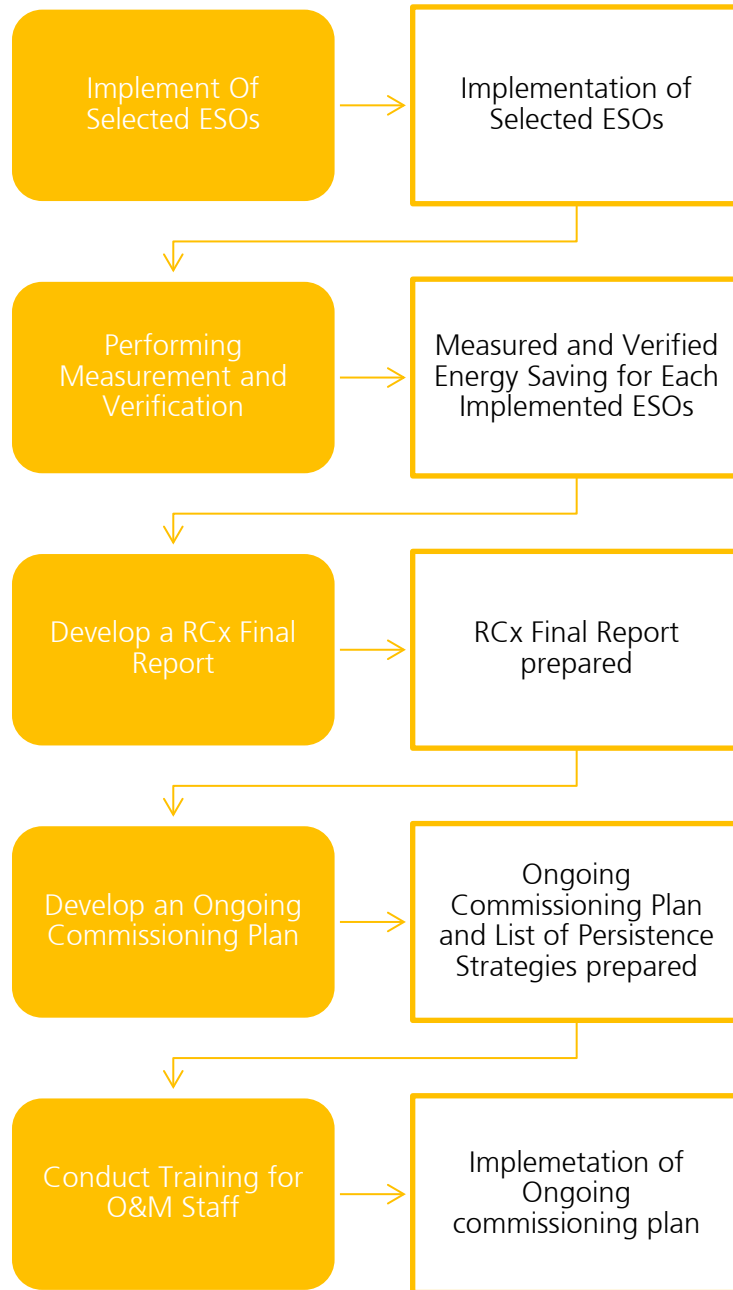 Implement Of
Selected ESOs
Implementation of
Selected ESOs
Performing
Measurement and
Verification
Measured and Verified
Energy Saving for Each
Implemented ESOs
Develop a RCx Final
Report
RCx Final Report
prepared
Develop an Ongoing
Commissioning Plan
Ongoing
Commissioning Plan
and List of Persistence
Strategies prepared
Conduct Training for
O&M Staff
Implemetation of
Ongoing
commissioning plan